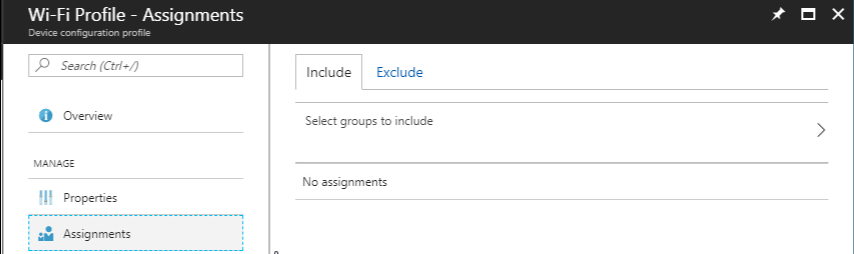 Wi-Fi Profile - Assignments
Device configuration profile
Search (Ctrl+/)
Overview
MANAGE
Properties
Assignments
Include
Exclude
Select groups to include
No assignments